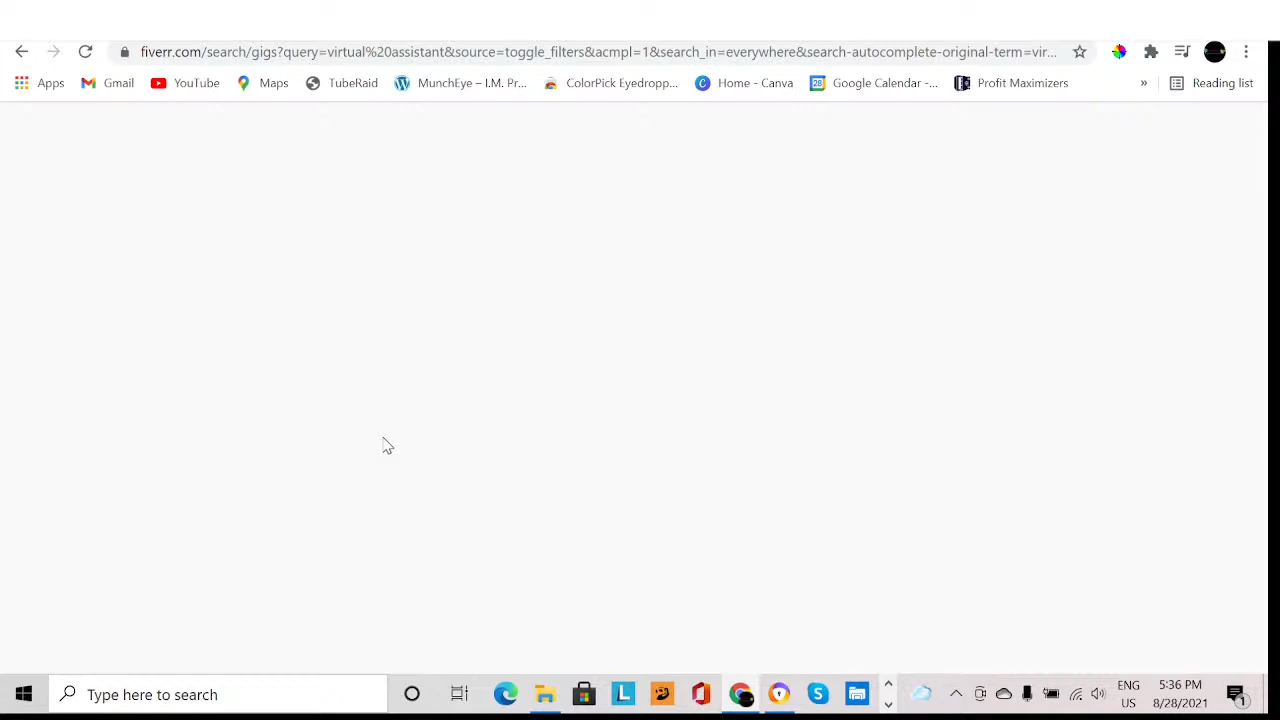 fiverr.com/search/gigs?query=virtual%20assistant&source=toggle_filters&acmpl=1&search_in=everywhere&search-autocomplete-original-term=vir...
Apps Gmail YouTube Maps TubeRaid MunchEye – I.M. Pr... ColorPick Eyedropp... Home - Canva Google Calendar -... Profit Maximizers » Reading list
Type here to search
ENG 5:36 PM
US 8/28/2021